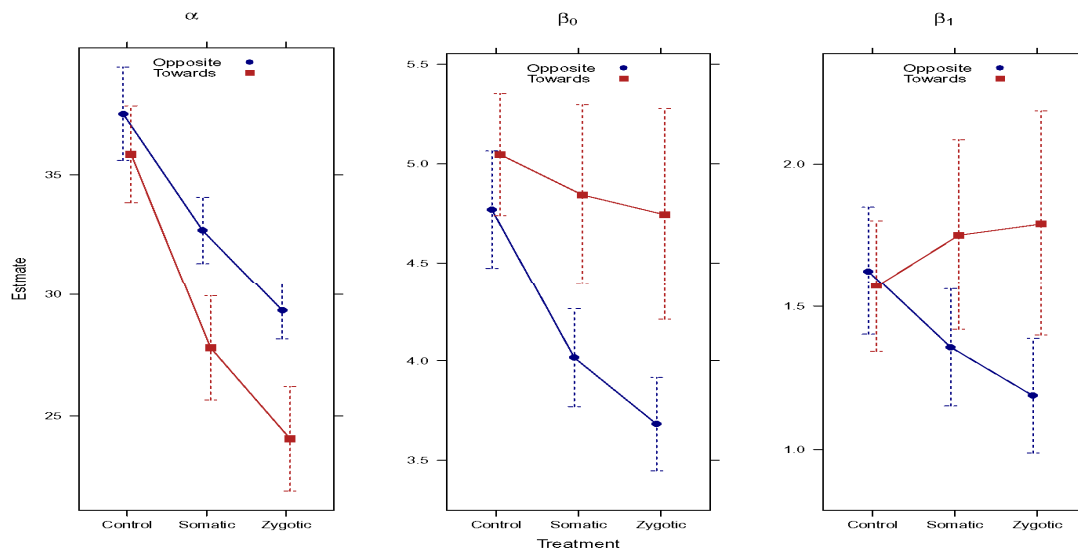 α
β0
β1
Opposite
Towards
Opposite
Towards
Opposite
Towards
Estmate
35
30
25
5.5
5.0
4.5
4.0
3.5
2.0
1.5
1.0
Control Somatic Zygotic
Control Somatic Zygotic
Control Somatic Zygotic
Treatment